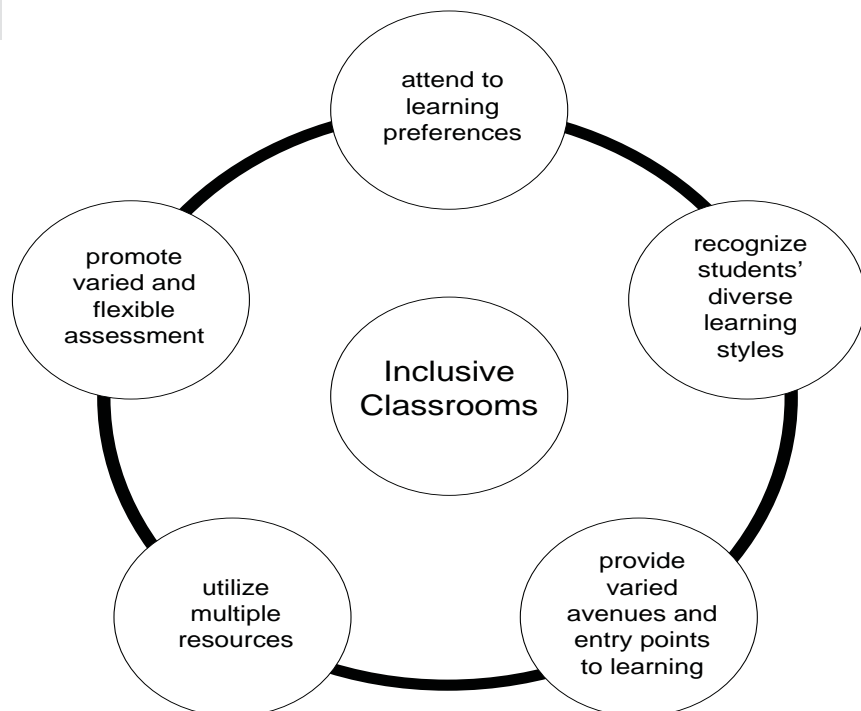 attend to
learning
preferences
recognize
students’
diverse
learning
styles
provide
varied
avenues and
entry points
to learning
utilize
multiple
resources
promote
varied and
flexible
assessment
Inclusive
Classrooms